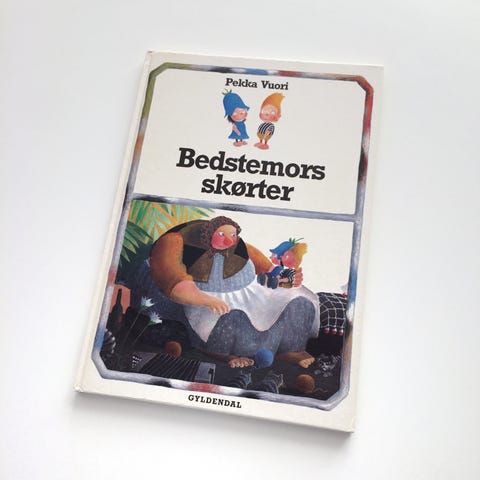 Pekka Vuori
Bedstemors
skørter
GYLDENDAL